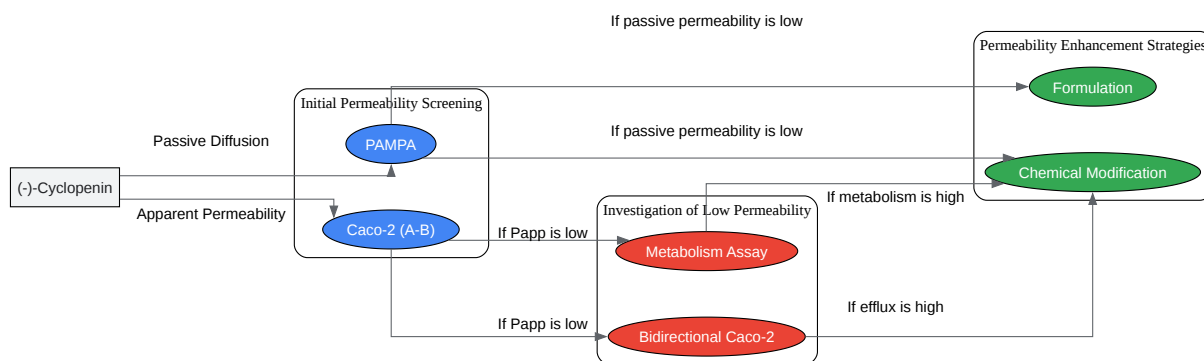 If passive permeability is low
Permeability Enhancement Strategies
Formulation
Initial Permeability Screening
Passive Diffusion
PAMPA
If passive permeability is low
Chemical Modification
(-)-Cyclopenin
Apparent Permeability
Caco-2 (A-B)
If Papp is low
Investigation of Low Permeability
If metabolism is high
Metabolism Assay
If Papp is low
Bidirectional Caco-2
If efflux is high